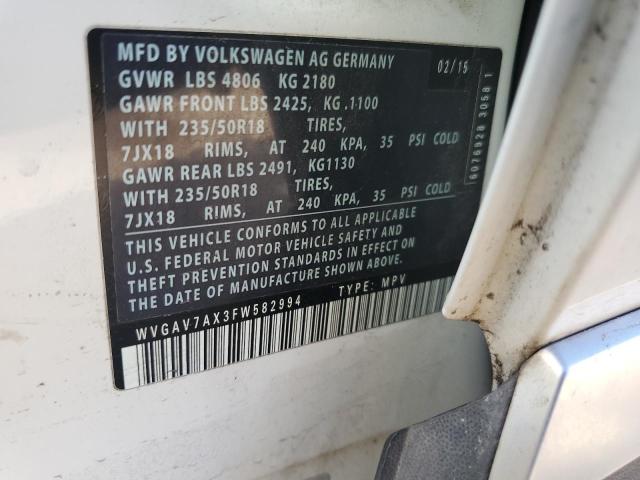 MFD BY VOLKSWAGEN AG GERMANY 02/15
GVWR LBS 4806 KG 2180
GAWR FRONT LBS 2425, KG .1100
WITH 235/50R18 TIRES,
7JX18 RIMS, AT 240 KPA, 35 PSI COLD
GAWR REAR LBS 2491, KG1130
WITH 235/50R18 TIRES,
7JX18 RIMS, AT 240 KPA, 35 PSI COLD
THIS VEHICLE CONFORMS TO ALL APPLICABLE
U.S. FEDERAL MOTOR VEHICLE SAFETY AND
THEFT PREVENTION STANDARDS IN EFFECT ON
THE DATE OF MANUFACTURE SHOWN ABOVE.
WVGAV7AX3FW582994 TYPE: MPV
6076928 3058 1